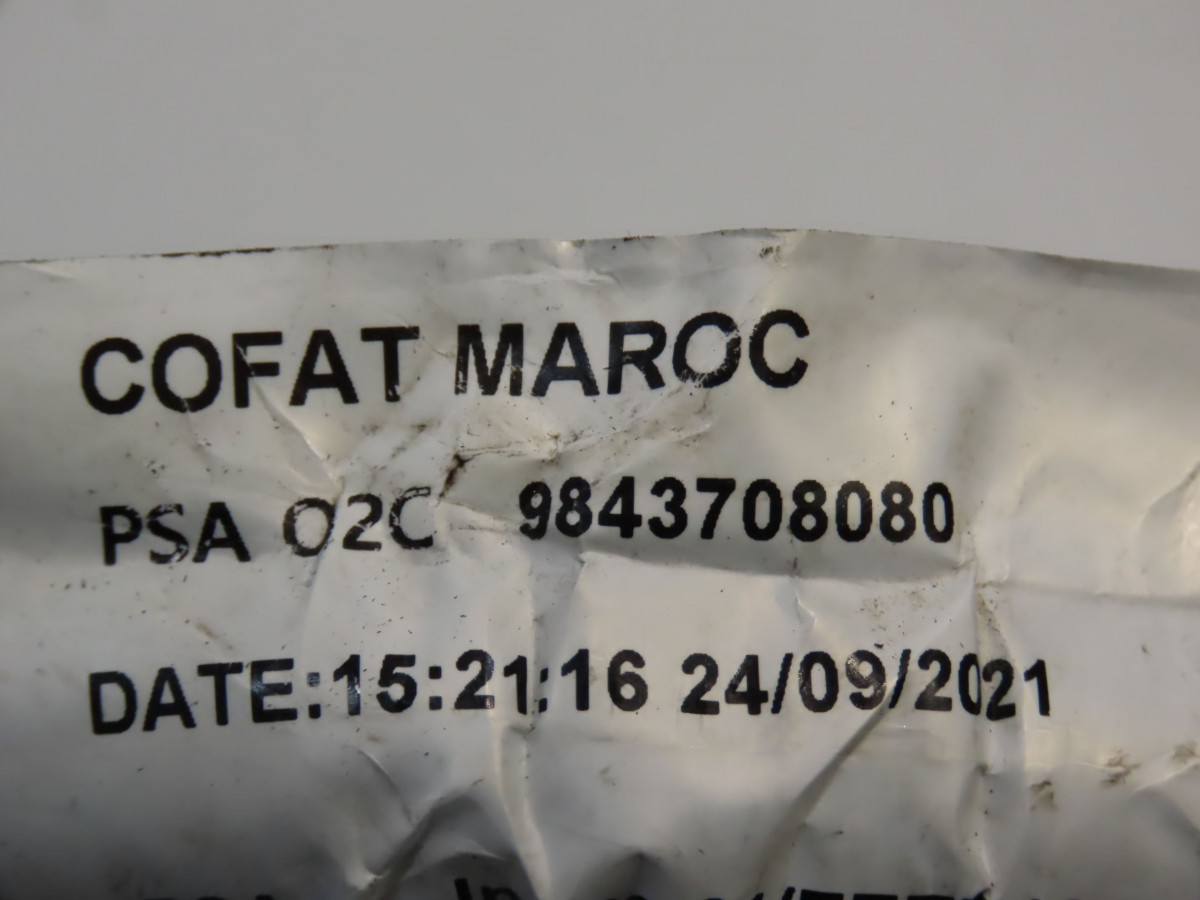 COFAT MAROC
PSA O2C 9843708080
DATE:15:21:16 24/09/2021